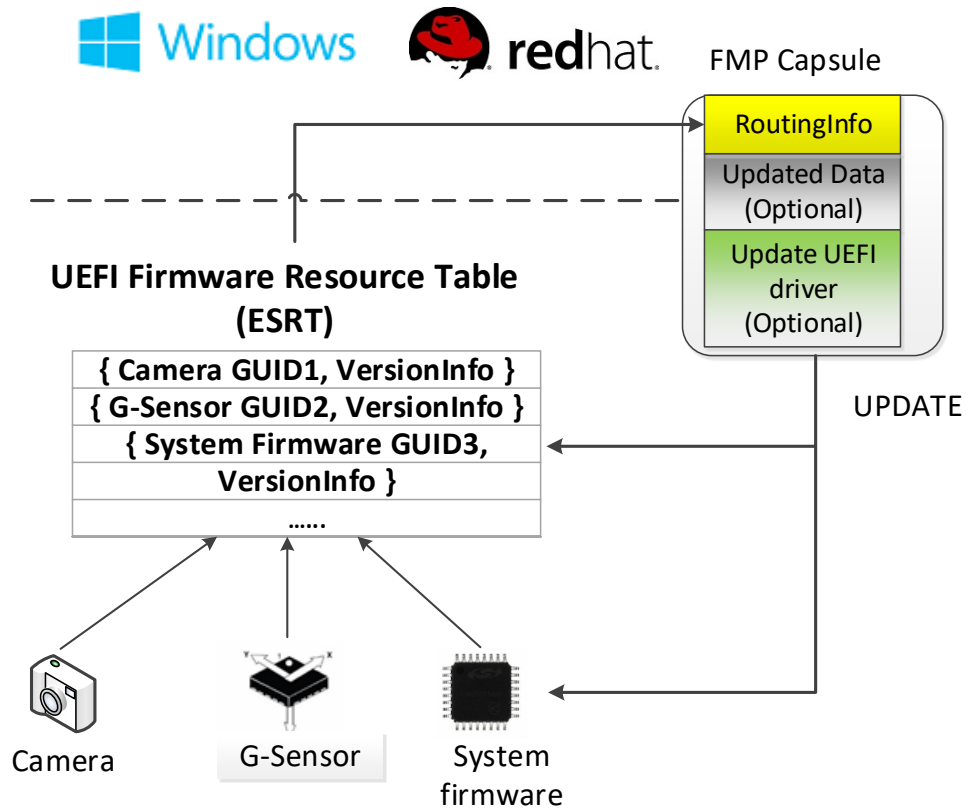 Windows
redhat.
FMP Capsule
RoutingInfo
Updated Data
(Optional)
Update UEFI
driver
(Optional)
UEFI Firmware Resource Table
(ESRT)
{ Camera GUID1, VersionInfo }
{ G-Sensor GUID2, VersionInfo }
{ System Firmware GUID3,
VersionInfo }
......
UPDATE
Y
X
Camera
G-Sensor
System
firmware